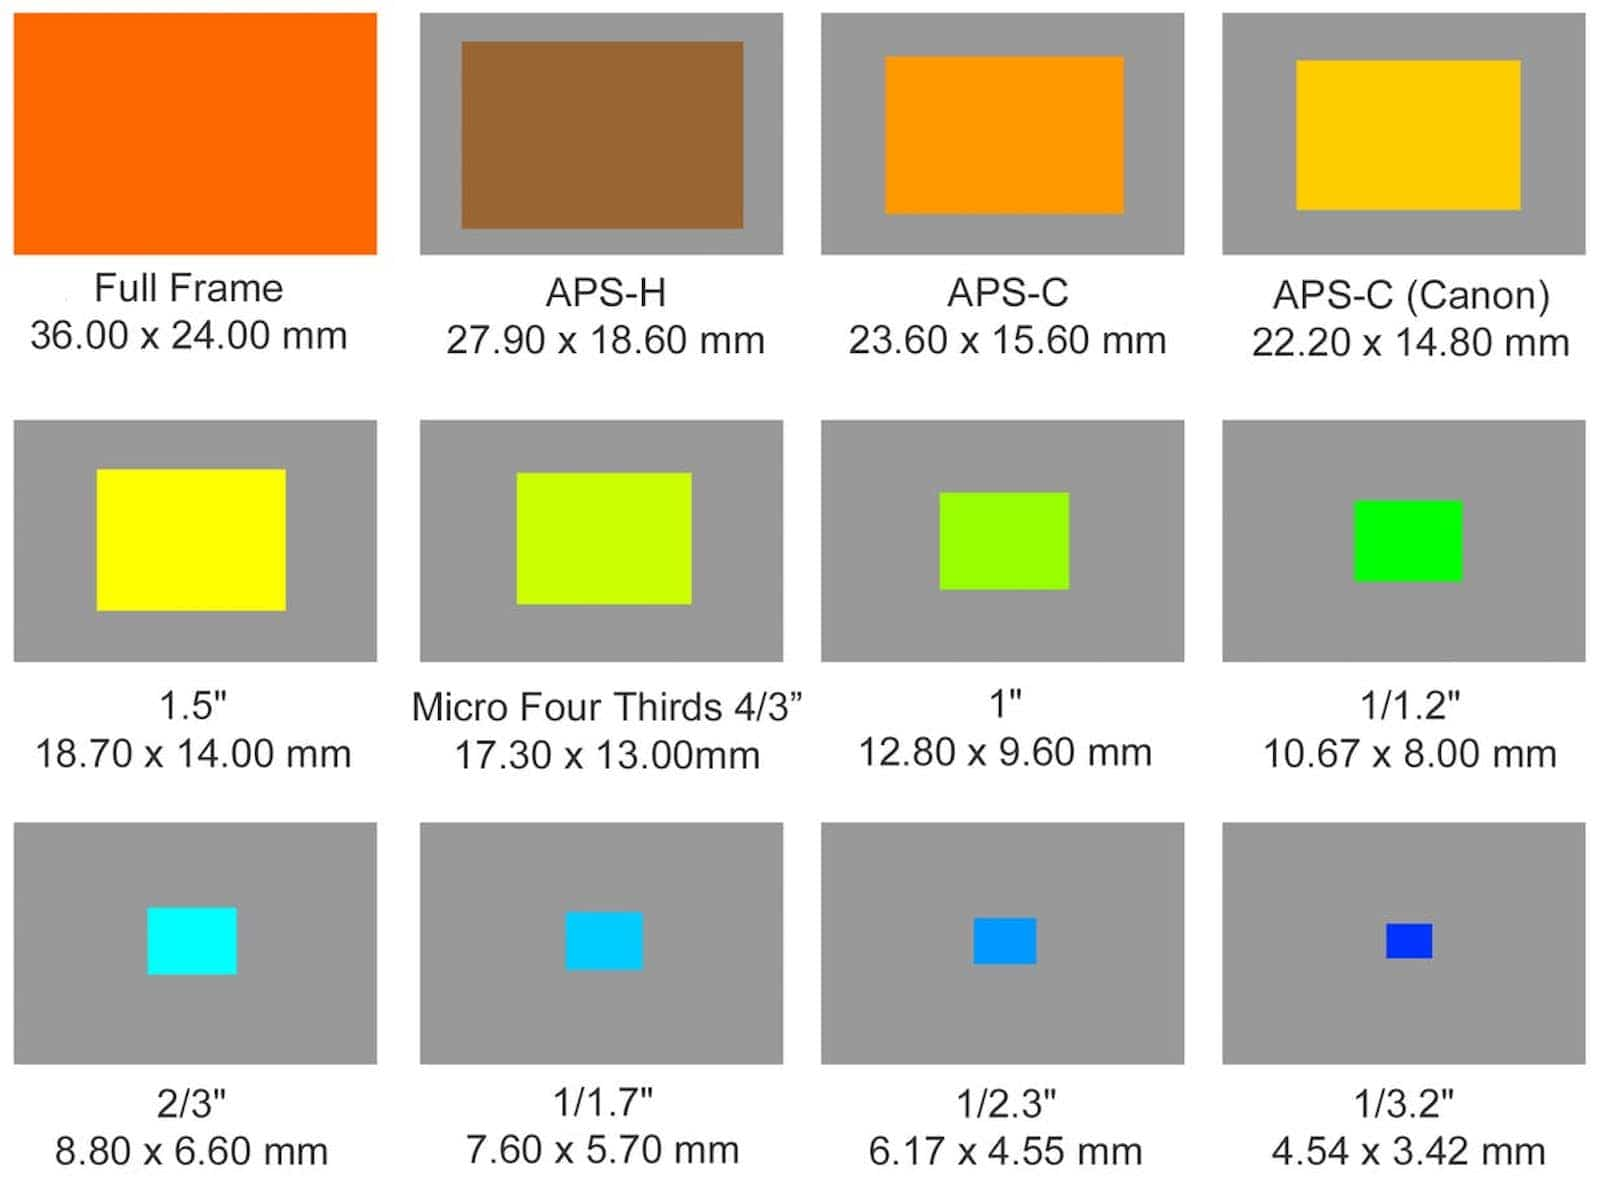 Full Frame
36.00 x 24.00 mm
APS-H
27.90 x 18.60 mm
APS-C
23.60 x 15.60 mm
APS-C (Canon)
22.20 x 14.80 mm
1.5"
18.70 x 14.00 mm
Micro Four Thirds 4/3”
17.30 x 13.00mm
1"
12.80 x 9.60 mm
1/1.2"
10.67 x 8.00 mm
2/3"
8.80 x 6.60 mm
1/1.7"
7.60 x 5.70 mm
1/2.3"
6.17 x 4.55 mm
1/3.2"
4.54 x 3.42 mm